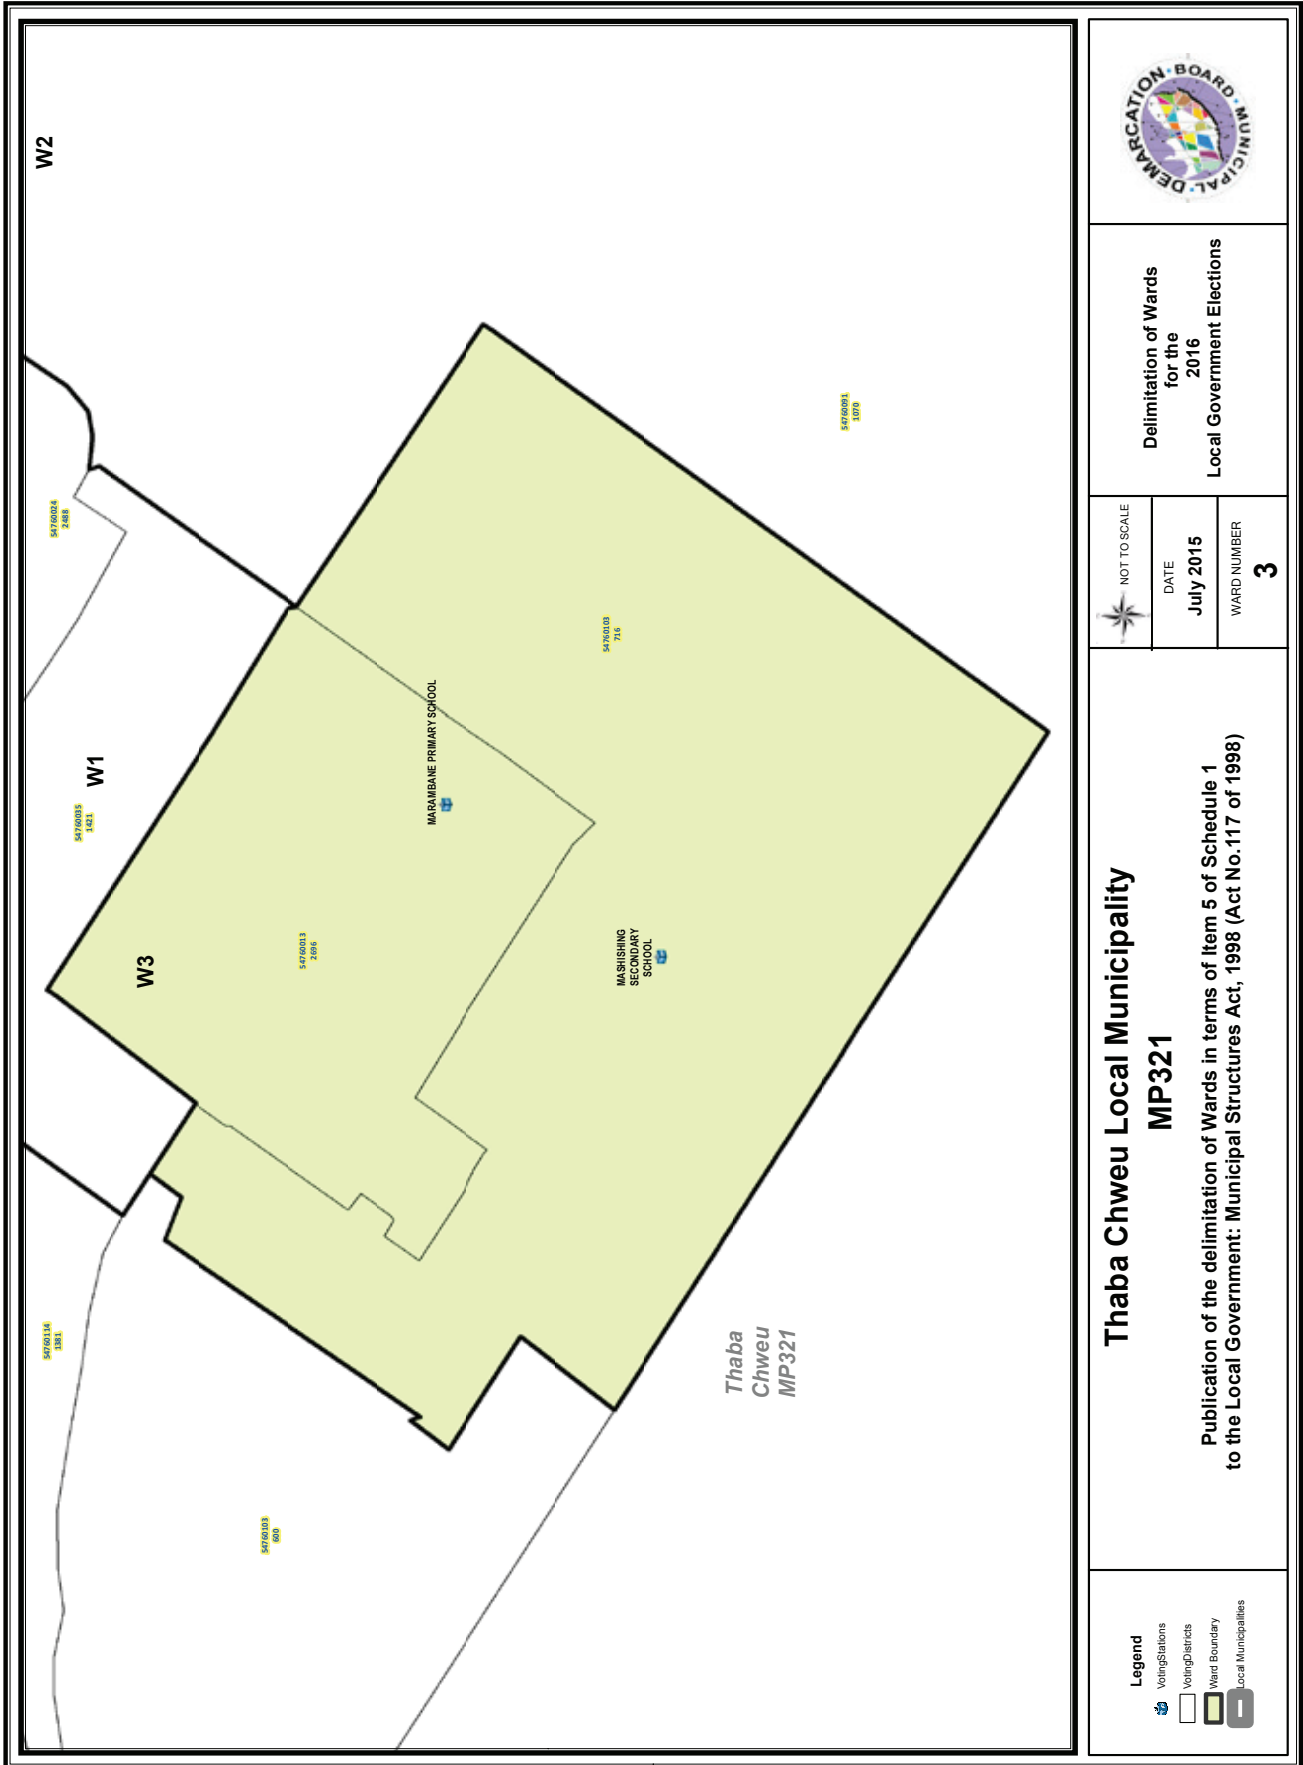 W2
54760024
2488
54760035
1421
W1
54760114
1381
W3
54760013
2696
MARAMBANE PRIMARY SCHOOL
54760103
716
54760091
1070
MASHISHING
SECONDARY
SCHOOL
54760103
600
Thaba
Chweu
MP321
Legend
VotingStations
VotingDistricts
Ward Boundary
Local Municipalities
Thaba Chweu Local Municipality
MP321
Publication of the delimitation of Wards in terms of Item 5 of Schedule 1
to the Local Government: Municipal Structures Act, 1998 (Act No.117 of 1998)
NOT TO SCALE
DATE
July 2015
WARD NUMBER
3
Delimitation of Wards
for the
2016
Local Government Elections
MUNICIPAL · DEMARCATION · BOARD ·